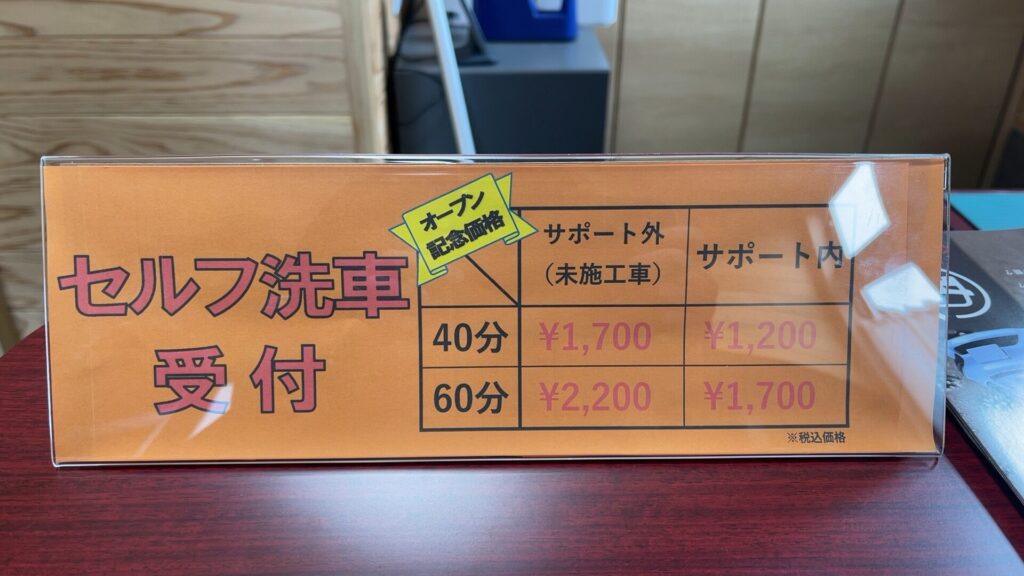 セルフ洗車
受付
オープン
記念価格
サポート外
（未施工車）
サポート内
40分
¥1,700
¥1,200
60分
¥2,200
¥1,700
※税込価格